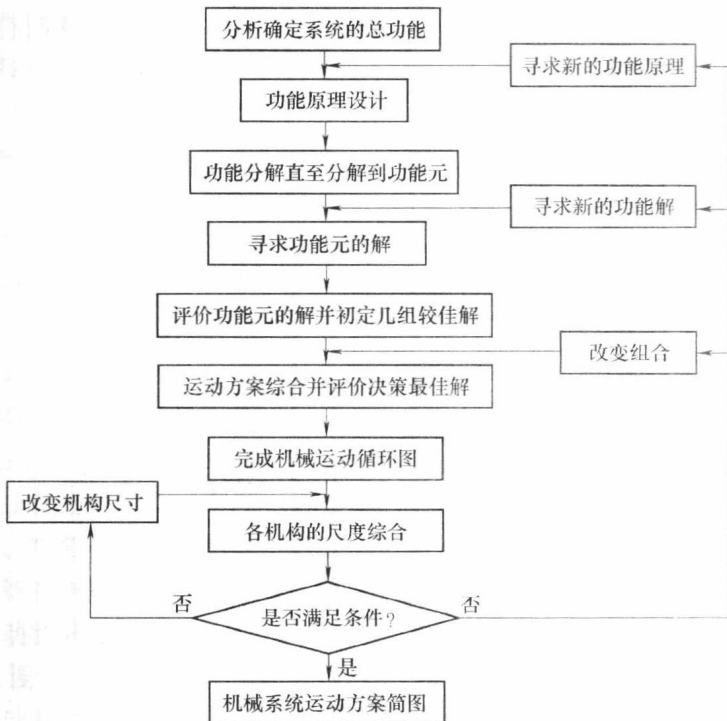 分析确定系统的总功能
寻求新的功能原理
功能原理设计
功能分解直至分解到功能元
寻求新的功能解
寻求功能元的解
评价功能元的解并初定几组较佳解
改变组合
运动方案综合并评价决策最佳解
完成机械运动循环图
改变机构尺寸
各机构的尺度综合
否
是否满足条件?
否
是
机械系统运动方案简图